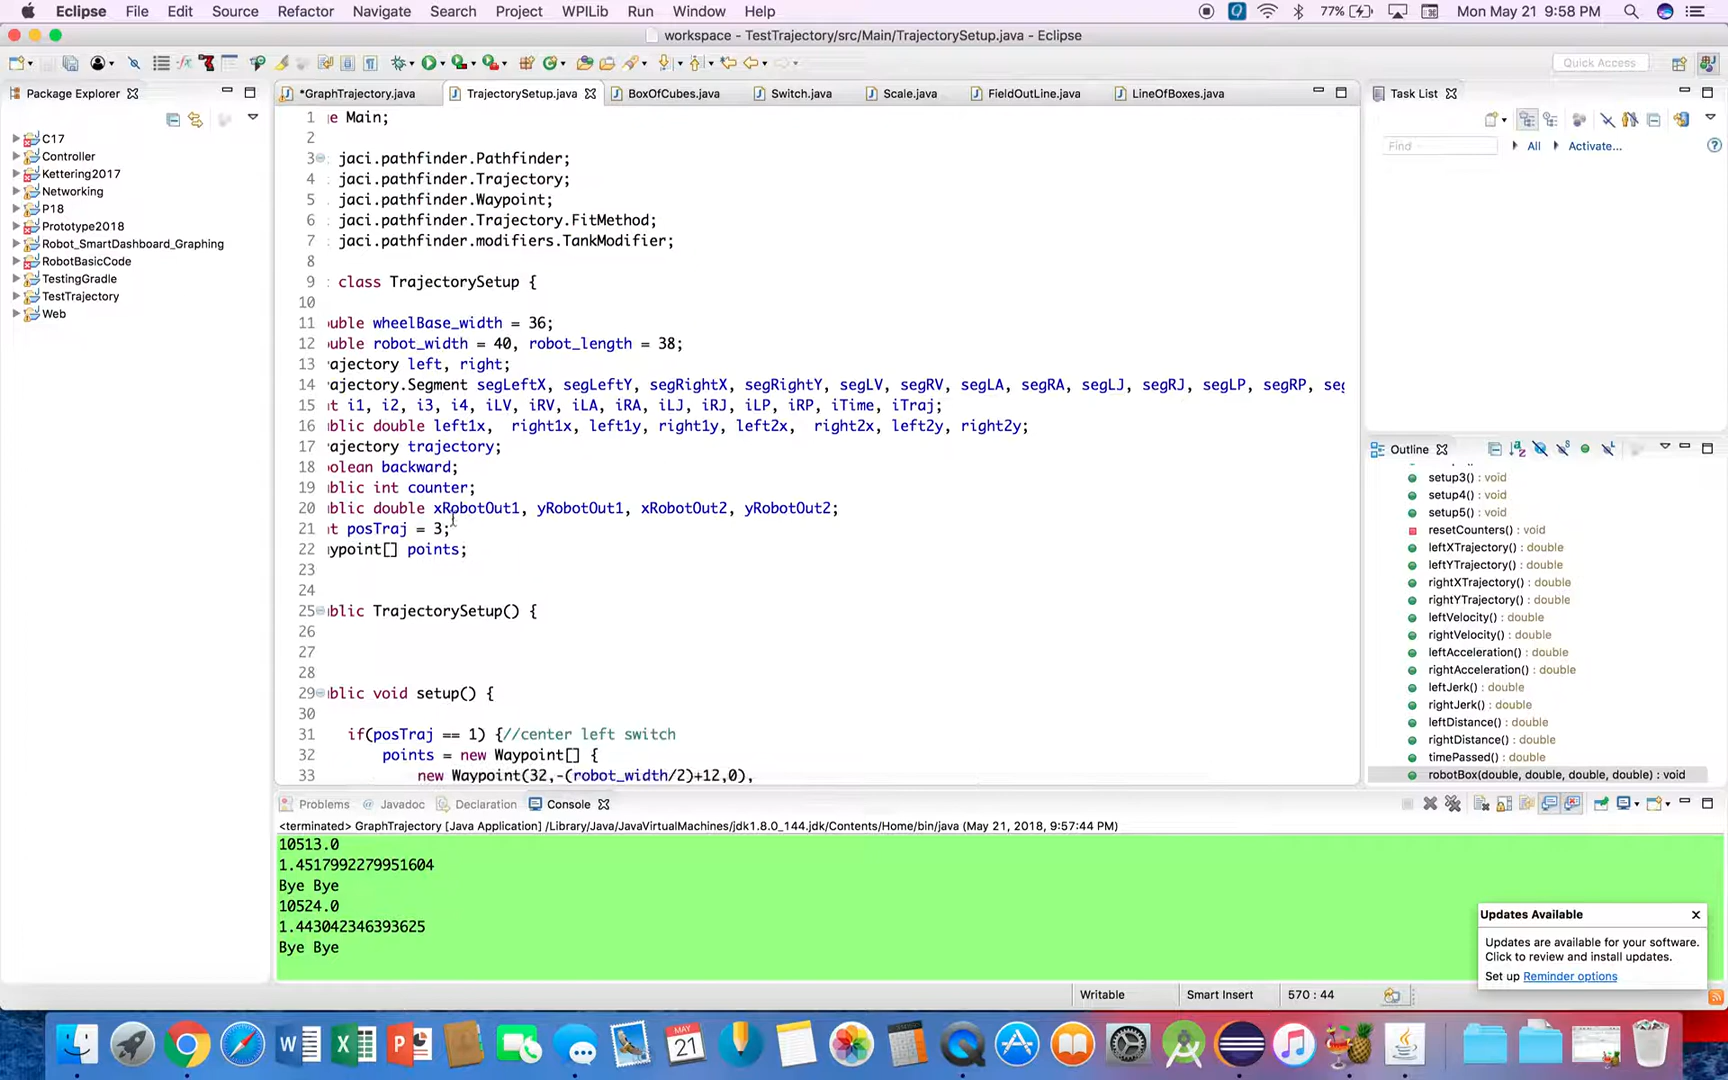 Eclipse File Edit Source Refactor Navigate Search Project WPILib Run Window Help 77% Mon May 21 9:58 PM
workspace - TestTrajectory/src/Main/TrajectorySetup.java - Eclipse
Quick Access
Package Explorer
C17
Controller
Kettering2017
Networking
P18
Prototype2018
Robot_SmartDashboard_Graphing
RobotBasicCode
TestingGradle
TestTrajectory
Web
*GraphTrajectory.java TrajectorySetup.java BoxOfCubes.java Switch.java Scale.java FieldOutLine.java LineOfBoxes.java
1 e Main;
2
3 jaci.pathfinder.Pathfinder;
4 jaci.pathfinder.Trajectory;
5 jaci.pathfinder.Waypoint;
6 jaci.pathfinder.Trajectory.FitMethod;
7 jaci.pathfinder.modifiers.TankModifier;
8
9 class TrajectorySetup {
10
11 ouble wheelBase_width = 36;
12 ouble robot_width = 40, robot_length = 38;
13 ajectory left, right;
14 ajectory.Segment segLeftX, segLeftY, segRightX, segRightY, segLV, segRV, segLA, segRA, segLJ, segRJ, segLP, segRP, seg
15 t i1, i2, i3, i4, iLV, iRV, iLA, iRA, iLJ, iRJ, iLP, iRP, iTime, iTraj;
16 ublic double left1x, right1x, left1y, right1y, left2x, right2x, left2y, right2y;
17 ajectory trajectory;
18 olean backward;
19 ublic int counter;
20 ublic double xRobotOut1, yRobotOut1, xRobotOut2, yRobotOut2;
21 t posTraj = 3;
22 ypoint[] points;
23
24
25 ublic TrajectorySetup() {
26
27
28
29 ublic void setup() {
30
31 if(posTraj == 1) {//center left switch
32 points = new Waypoint[] {
33 new Waypoint(32,-(robot_width/2)+12,0),
Task List
Find All Activate...
Outline
setup3() : void
setup4() : void
setup5() : void
resetCounters() : void
leftXTrajectory() : double
leftYTrajectory() : double
rightXTrajectory() : double
rightYTrajectory() : double
leftVelocity() : double
rightVelocity() : double
leftAcceleration() : double
rightAcceleration() : double
leftJerk() : double
rightJerk() : double
leftDistance() : double
rightDistance() : double
timePassed() : double
robotBox(double, double, double, double) : void
Problems Javadoc Declaration Console
<terminated> GraphTrajectory [Java Application] /Library/Java/JavaVirtualMachines/jdk1.8.0_144.jdk/Contents/Home/bin/java (May 21, 2018, 9:57:44 PM)
10513.0
1.4517992279951604
Bye Bye
10524.0
1.443042346393625
Bye Bye
Updates Available
Updates are available for your software.
Click to review and install updates.
Set up Reminder options
Writable Smart Insert 570 : 44
MAY
21